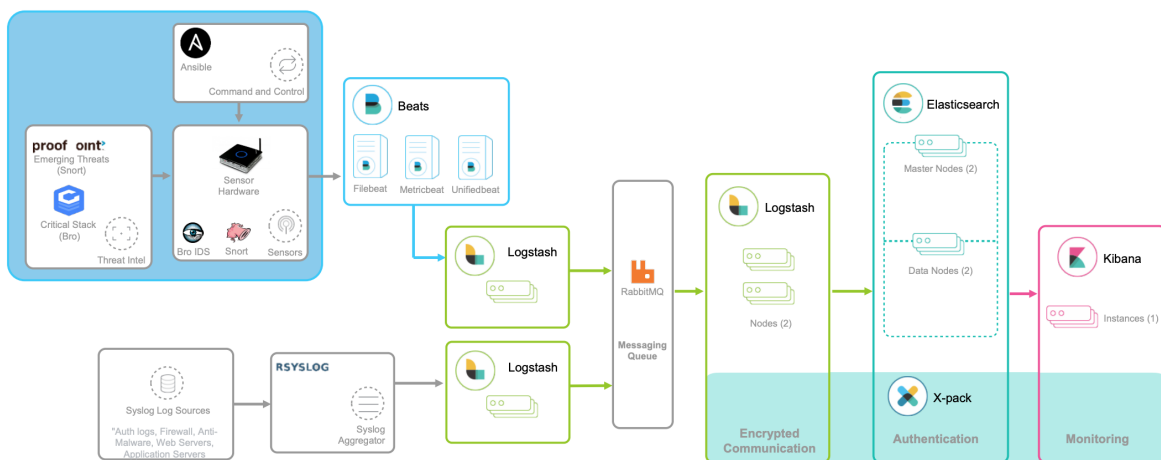 Ansible
Command and Control
proof oint.
Emerging Threats
(Snort)
Critical Stack
(Bro)
Threat Intel
Sensor
Hardware
Bro IDS
Snort
Sensors
Beats
Filebeat
Metricbeat
Unifiedbeat
Logstash
Syslog Log Sources
"Auth logs, Firewall, Anti-
Malware, Web Servers,
Application Servers
RSYSLOG
Syslog
Aggregator
Logstash
RabbitMQ
Messaging
Queue
Logstash
Nodes (2)
Encrypted
Communication
Elasticsearch
Master Nodes (2)
Data Nodes (2)
X-pack
Authentication
Kibana
Instances (1)
Monitoring